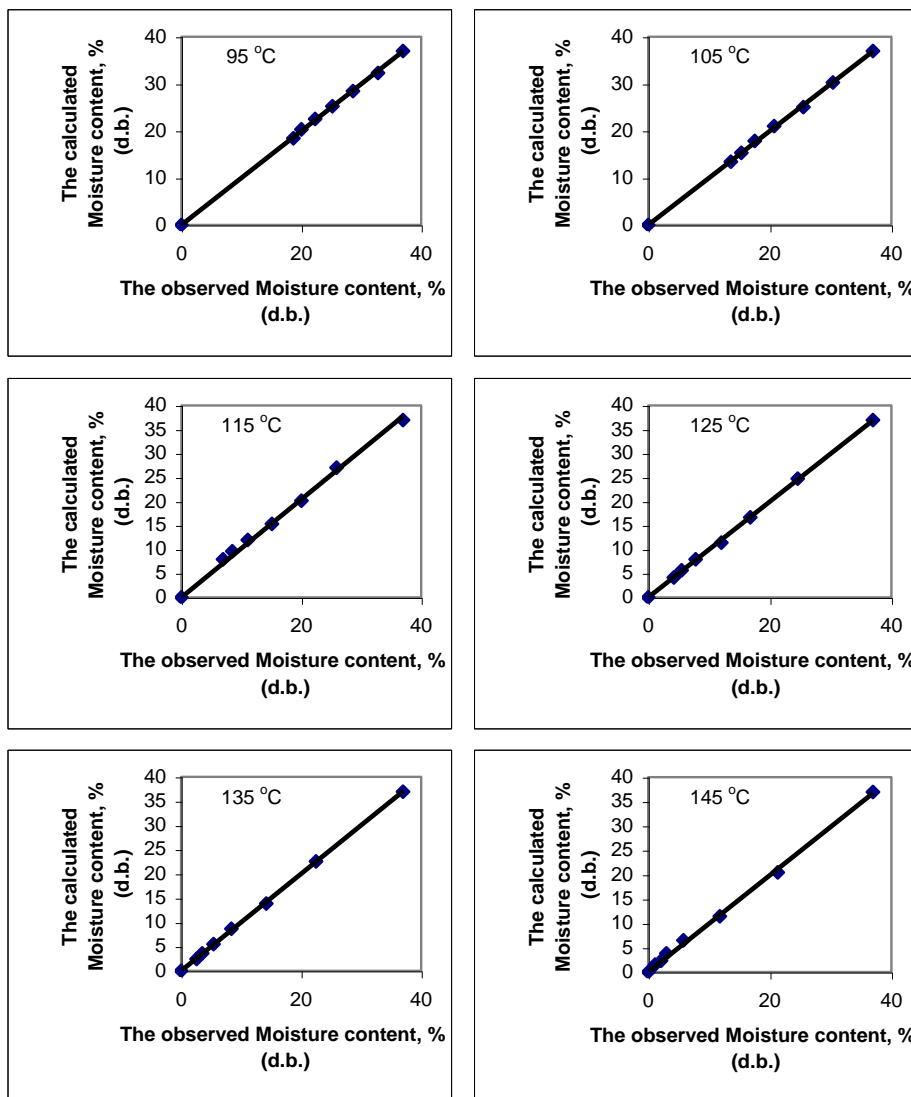 95 °C
The calculated
Moisture content, %
(d.b.)
40
30
20
10
0
0 20 40
The observed Moisture content, %
(d.b.)
105 °C
The calculated
Moisture content, %
(d.b.)
40
30
20
10
0
0 20 40
The observed Moisture content, %
(d.b.)
115 °C
The calculated
Moisture content, %
(d.b.)
40
35
30
25
20
15
10
5
0
0 20 40
The observed Moisture content, %
(d.b.)
125 °C
The calculated
Moisture content, %
(d.b.)
40
35
30
25
20
15
10
5
0
0 20 40
The observed Moisture content, %
(d.b.)
135 °C
The calculated
Moisture content, %
(d.b.)
40
35
30
25
20
15
10
5
0
0 20 40
The observed Moisture content, %
(d.b.)
145 °C
The calculated
Moisture content, %
(d.b.)
40
35
30
25
20
15
10
5
0
0 20 40
The observed Moisture content, %
(d.b.)